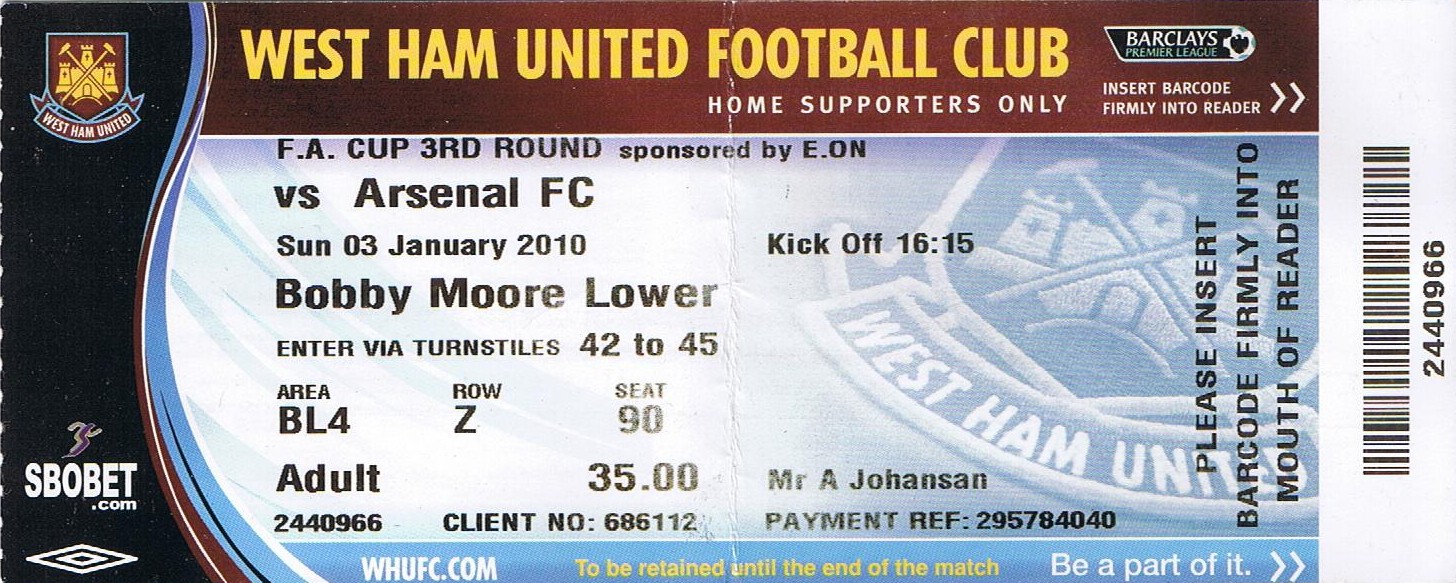 WEST HAM UNITED
SBOBET
.com
WEST HAM UNITED FOOTBALL CLUB
HOME SUPPORTERS ONLY
BARCLAYS
PREMIER LEAGUE
INSERT BARCODE
FIRMLY INTO READER >>
F.A. CUP 3RD ROUND sponsored by E.ON
vs Arsenal FC
Sun 03 January 2010 Kick Off 16:15
Bobby Moore Lower
ENTER VIA TURNSTILES 42 to 45
AREA ROW SEAT
BL4 Z 90
Adult 35.00 Mr A Johansan
2440966 CLIENT NO: 686112 PAYMENT REF: 295784040
WHUFC.COM To be retained until the end of the match Be a part of it. >>
WEST HAM UNITED
PLEASE INSERT
BARCODE FIRMLY INTO
MOUTH OF READER
2440966